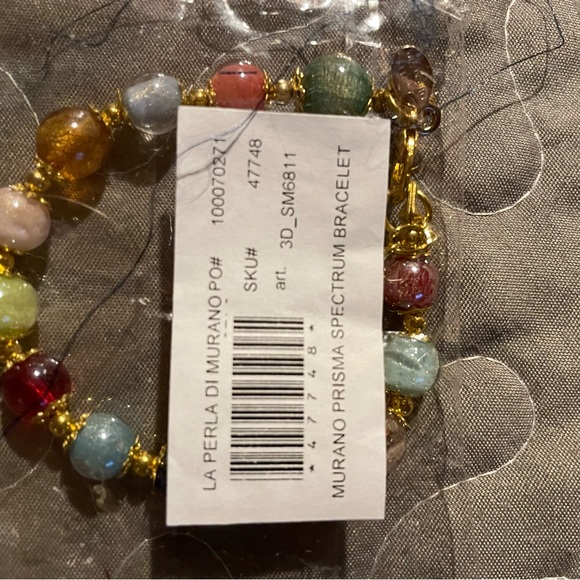 LA PERLA DI MURANO PO# 100070271
SKU# 47748
art. 3D_SM6811
*47748*
MURANO PRISMA SPECTRUM BRACELET